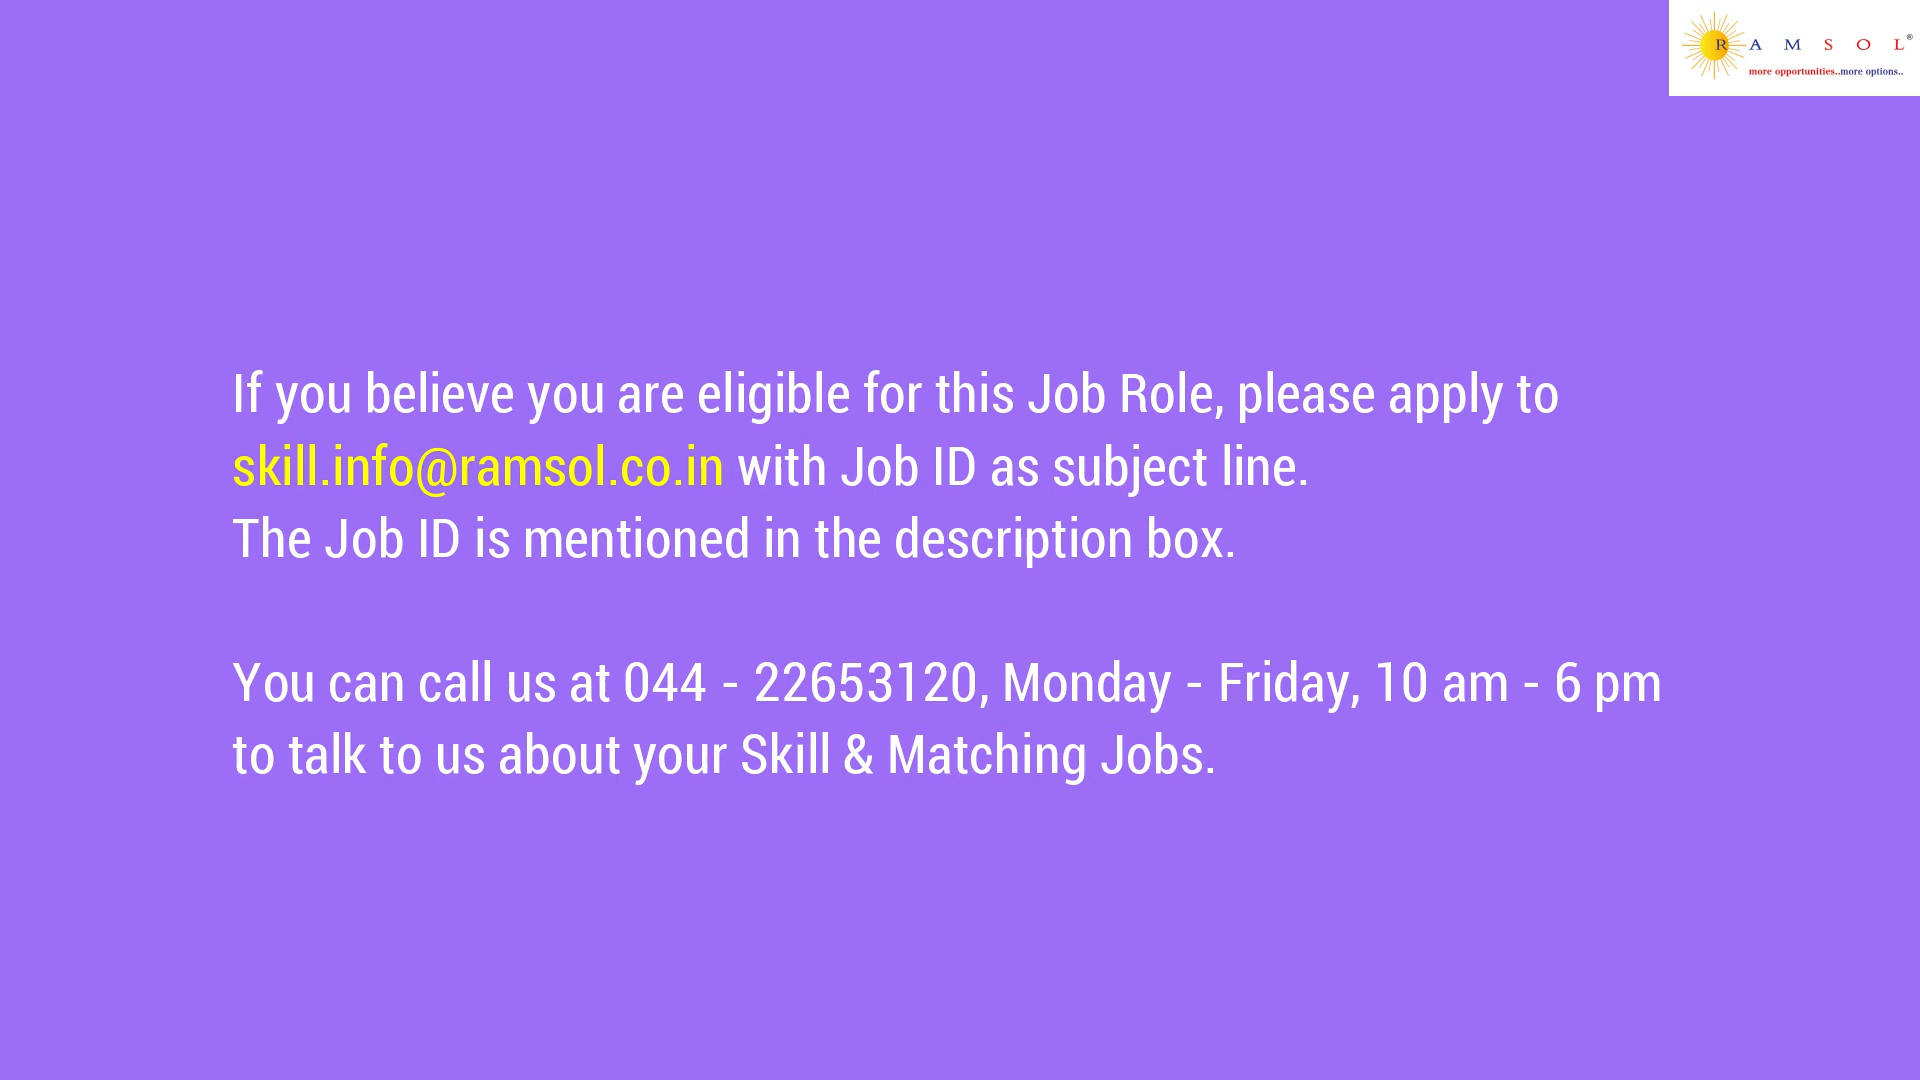 R A M S O L®
more opportunities..more options..
If you believe you are eligible for this Job Role, please apply to
skill.info@ramsol.co.in with Job ID as subject line.
The Job ID is mentioned in the description box.
You can call us at 044 - 22653120, Monday - Friday, 10 am - 6 pm
to talk to us about your Skill & Matching Jobs.